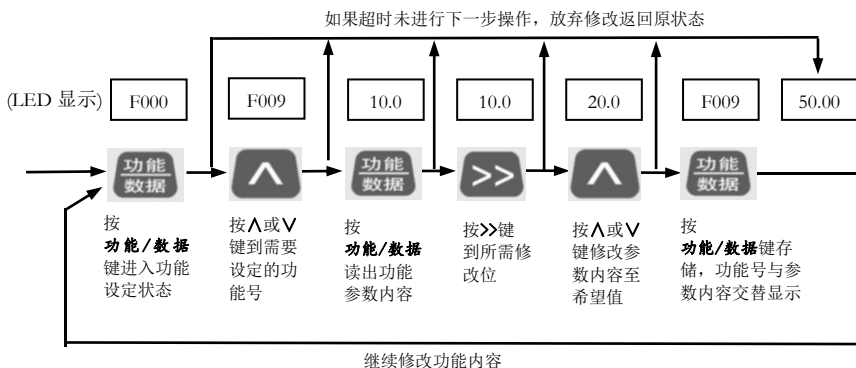 如果超时未进行下一步操作，放弃修改返回原状态
(LED 显示)
F000
F009
10.0
10.0
20.0
F009
50.00
功能
数据
∧
功能
数据
>>
∧
功能
数据
按
功能/数据
键进入功能
设定状态
按∧或∨
键到需要
设定的功
能号
按
功能/数据
读出功能
参数内容
按>>键
到所需修
改位
按∧或∨
键修改参
数内容至
希望值
按
功能/数据键存
储，功能号与参
数内容交替显示
继续修改功能内容